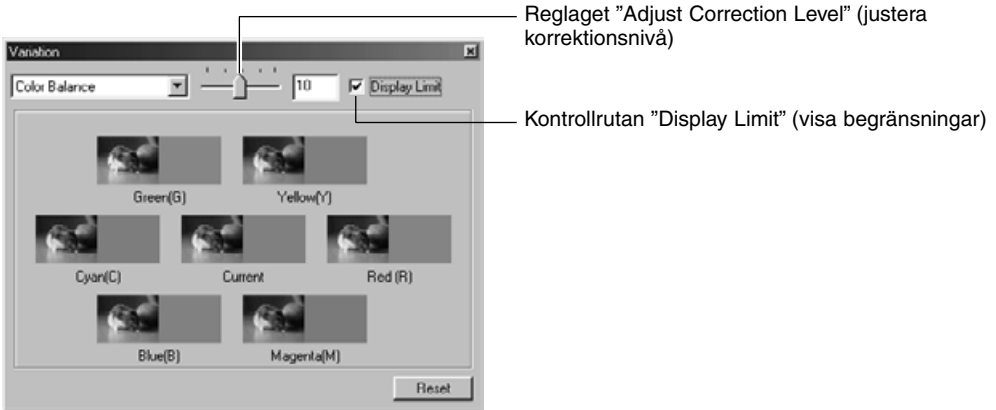 Reglaget ”Adjust Correction Level” (justera
korrektionsnivå)
Variation
Color Balance
10
Display Limit
Kontrollrutan ”Display Limit” (visa begränsningar)
Green(G)
Yellow(Y)
Cyan(C)
Current
Red (R)
Blue(B)
Magenta(M)
Reset